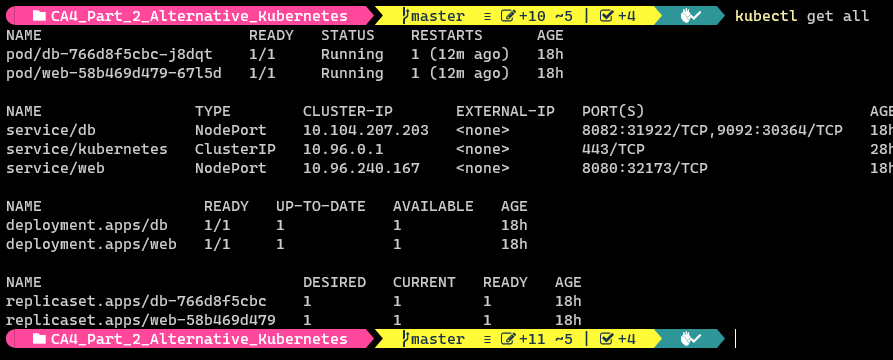 CA4_Part_2_Alternative_Kubernetes master ≡ +10 ~5 | +4 kubectl get all
NAME READY STATUS RESTARTS AGE
pod/db-766d8f5cbc-j8dqt 1/1 Running 1 (12m ago) 18h
pod/web-58b469d479-67l5d 1/1 Running 1 (12m ago) 18h
NAME TYPE CLUSTER-IP EXTERNAL-IP PORT(S) AGE
service/db NodePort 10.104.207.203 <none> 8082:31922/TCP,9092:30364/TCP 18h
service/kubernetes ClusterIP 10.96.0.1 <none> 443/TCP 28h
service/web NodePort 10.96.240.167 <none> 8080:32173/TCP 18h
NAME READY UP-TO-DATE AVAILABLE AGE
deployment.apps/db 1/1 1 1 18h
deployment.apps/web 1/1 1 1 18h
NAME DESIRED CURRENT READY AGE
replicaset.apps/db-766d8f5cbc 1 1 1 18h
replicaset.apps/web-58b469d479 1 1 1 18h
CA4_Part_2_Alternative_Kubernetes master ≡ +11 ~5 | +4